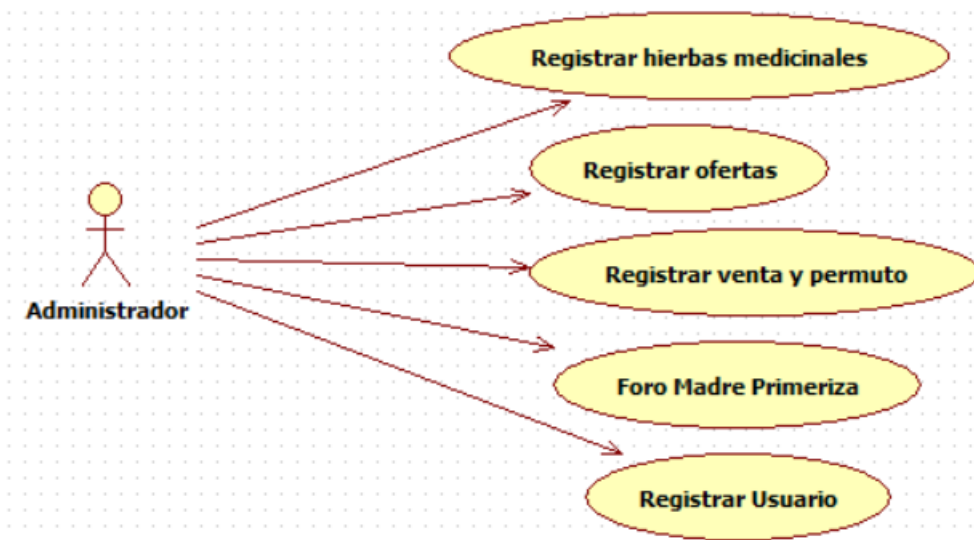 Registrar hierbas medicinales
Registrar ofertas
Registrar venta y permuto
Administrador
Foro Madre Primeriza
Registrar Usuario